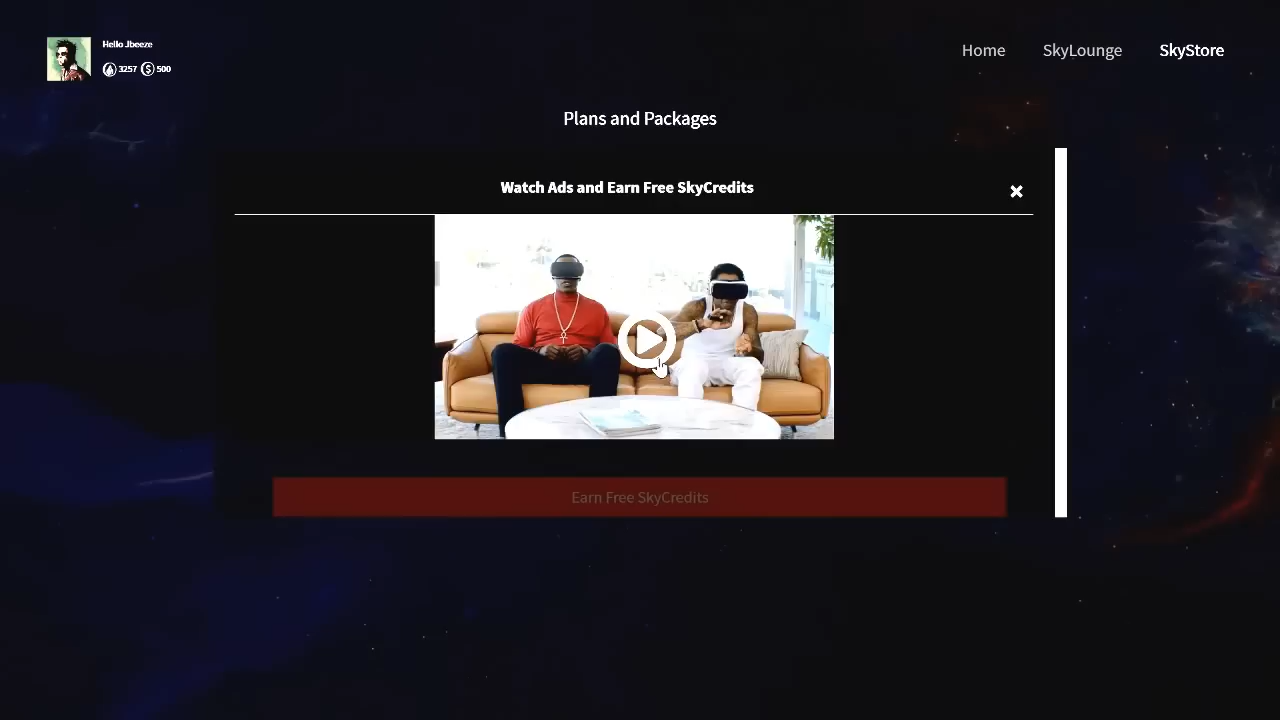 Hello Jbeeze
3257 500
Home SkyLounge SkyStore
Plans and Packages
Watch Ads and Earn Free SkyCredits
Earn Free SkyCredits